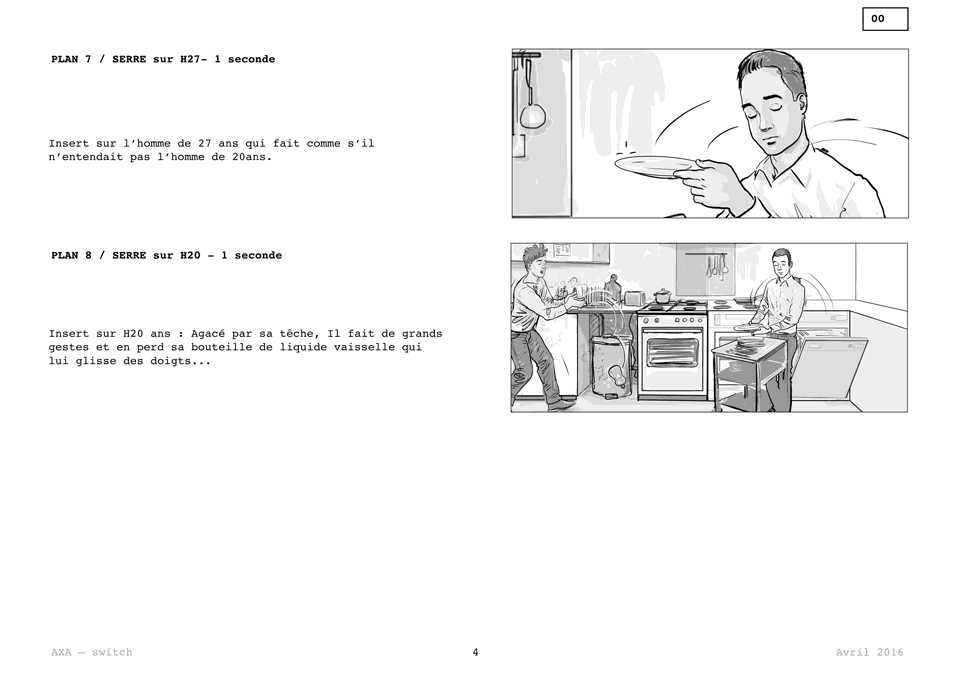 00
PLAN 7 / SERRE sur H27- 1 seconde
Insert sur l'homme de 27 ans qui fait comme s'il
n'entendait pas l'homme de 20ans.
PLAN 8 / SERRE sur H20 - 1 seconde
Insert sur H20 ans : Agacé par sa têche, Il fait de grands
gestes et en perd sa bouteille de liquide vaisselle qui
lui glisse des doigts...
AXA — switch
4
Avril 2016